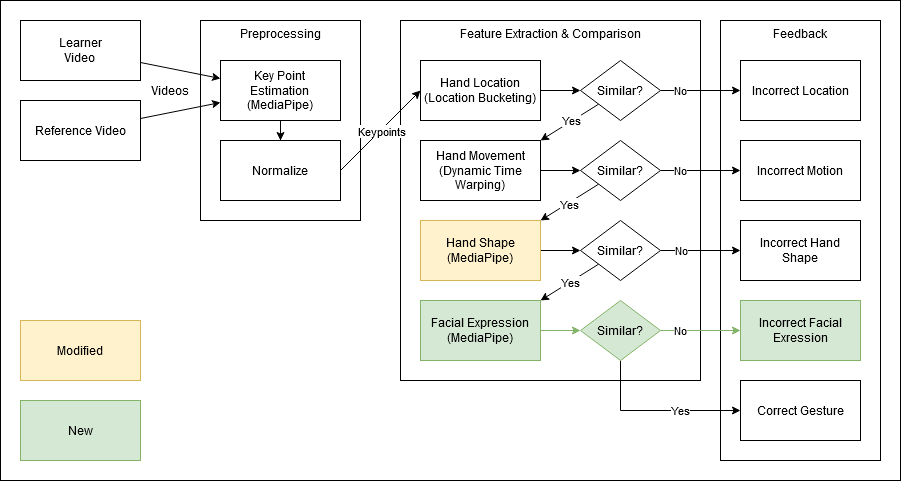 Learner
Video
Reference Video
Videos
Preprocessing
Key Point
Estimation
(MediaPipe)
Normalize
Keypoints
Feature Extraction & Comparison
Hand Location
(Location Bucketing)
Similar?
No
Yes
Hand Movement
(Dynamic Time
Warping)
Similar?
No
Yes
Hand Shape
(MediaPipe)
Similar?
No
Yes
Facial Expression
(MediaPipe)
Similar?
No
Yes
Feedback
Incorrect Location
Incorrect Motion
Incorrect Hand
Shape
Incorrect Facial
Exression
Correct Gesture
Modified
New